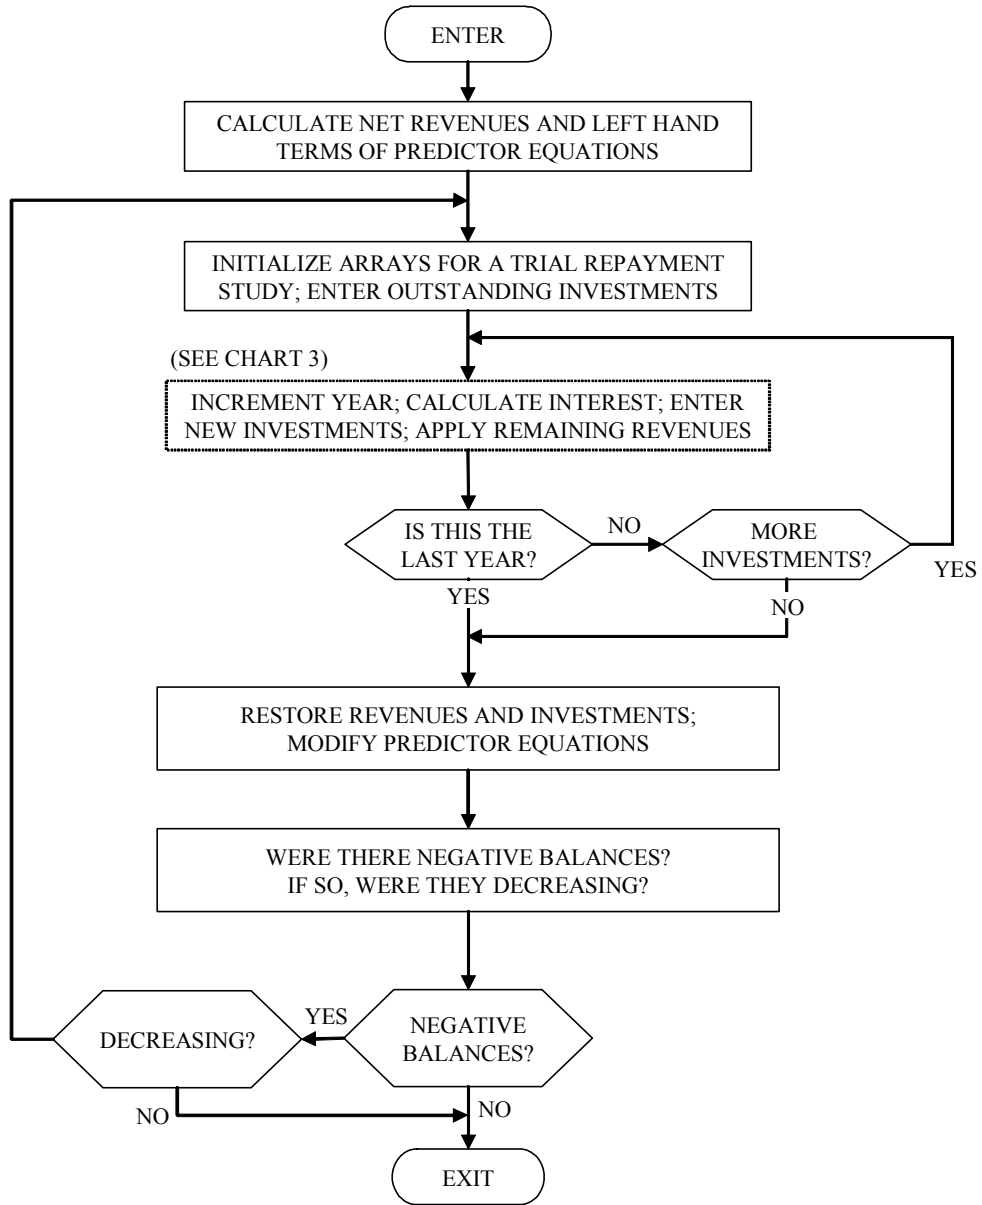 ENTER
CALCULATE NET REVENUES AND LEFT HAND
TERMS OF PREDICTOR EQUATIONS
INITIALIZE ARRAYS FOR A TRIAL REPAYMENT
STUDY; ENTER OUTSTANDING INVESTMENTS
(SEE CHART 3)
INCREMENT YEAR; CALCULATE INTEREST; ENTER
NEW INVESTMENTS; APPLY REMAINING REVENUES
IS THIS THE
LAST YEAR?
NO
MORE
INVESTMENTS?
YES
YES
NO
RESTORE REVENUES AND INVESTMENTS;
MODIFY PREDICTOR EQUATIONS
WERE THERE NEGATIVE BALANCES?
IF SO, WERE THEY DECREASING?
NEGATIVE
BALANCES?
YES
DECREASING?
NO
NO
EXIT